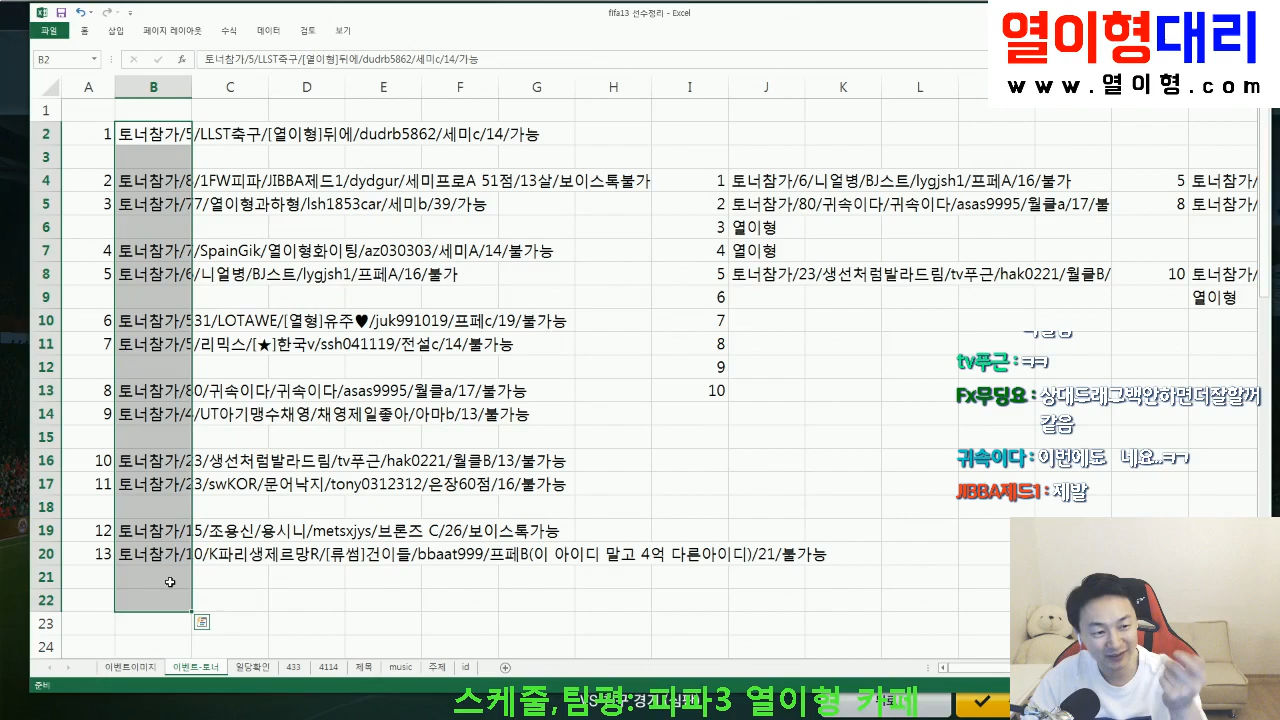 fifa13 선수정리 - Excel
파일 홈 삽입 페이지 레이아웃 수식 데이터 검토 보기
열이형대리
www.열이형.com
B2 fx 토너참가/5/LLST축구/[열이형]뒤에/dudrb5862/세미c/14/가능
A B C D E F G H I J K L
1
2 1 토너참가/5/LLST축구/[열이형]뒤에/dudrb5862/세미c/14/가능
3
4 2 토너참가/8/1FW피파/JIBBA제드1/dydgur/세미프로A 51점/13살/보이스톡불가 1 토너참가/6/니얼병/BJ스트/lygjsh1/프페A/16/불가 5 토너참가/
5 3 토너참가/77/열이형과하형/lsh1853car/세미b/39/가능 2 토너참가/80/귀속이다/귀속이다/asas9995/월클a/17/불 8 토너참가/
6 3 열이형
7 4 토너참가/7/SpainGik/열이형화이팅/az030303/세미A/14/불가능 4 열이형
8 5 토너참가/6/니얼병/BJ스트/lygjsh1/프페A/16/불가 5 토너참가/23/생선처럼발라드림/tv푸근/hak0221/월클B/ 10 토너참가/
9 6 열이형
10 6 토너참가/531/LOTAWE/[열형]유주♥/juk991019/프페c/19/불가능 7
11 7 토너참가/5/리믹스/[★]한국v/ssh041119/전설c/14/불가능 8
12 9
13 8 토너참가/80/귀속이다/귀속이다/asas9995/월클a/17/불가능 10
14 9 토너참가/4/UT아기맹수채영/채영제일좋아/아마b/13/불가능
15
16 10 토너참가/23/생선처럼발라드림/tv푸근/hak0221/월클B/13/불가능
17 11 토너참가/23/swKOR/문어낙지/tony0312312/은장60점/16/불가능
18
19 12 토너참가/15/조용신/용시니/metsxjys/브론즈 C/26/보이스톡가능
20 13 토너참가/10/K파리생제르망R/[류썸]건이들/bbaat999/프페B(이 아이디 말고 4억 다른아이디)/21/불가능
21
22
23
24
tv푸근 : ㅋㅋ
Fx무딩요 : 상대드래그백안하면더잘할꺼
같음
귀속이다 : 이번에도 네요..ㅋㄱ
JIBBA제드1 : 제발
이벤트이미지 이벤트-토너 일당확인 433 4114 제목 music 주제 id
준비
스케줄,팀평: 피파3 열이형 카페